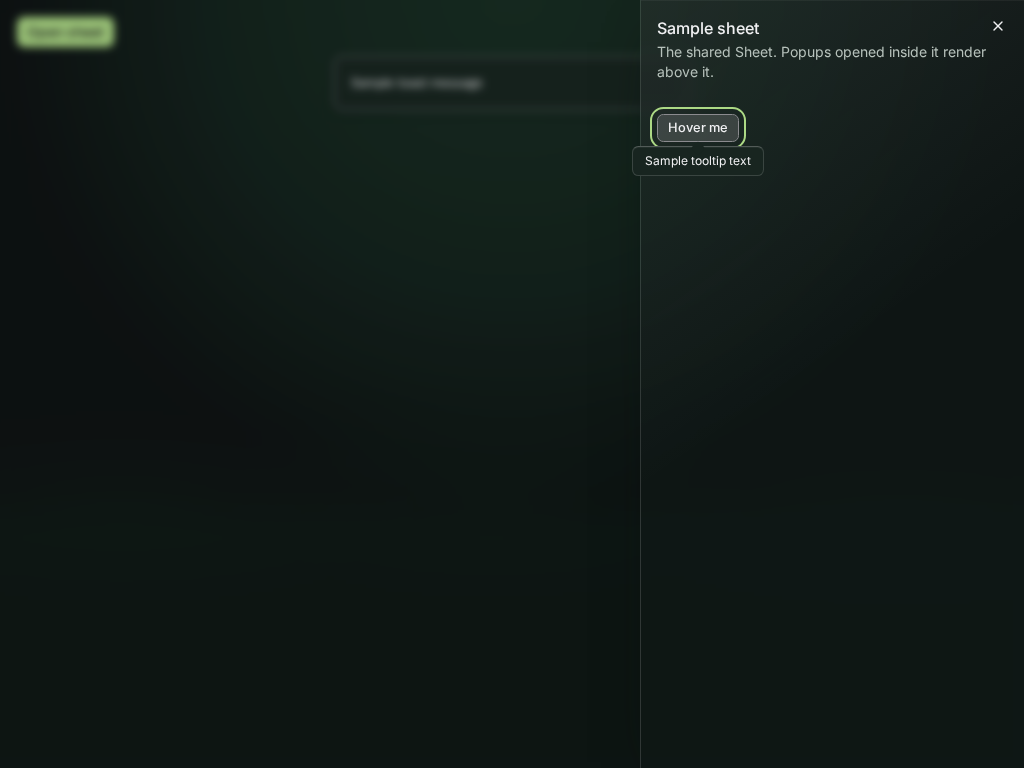 Sample sheet
The shared Sheet. Popups opened inside it render
above it.
Hover me
Sample tooltip text